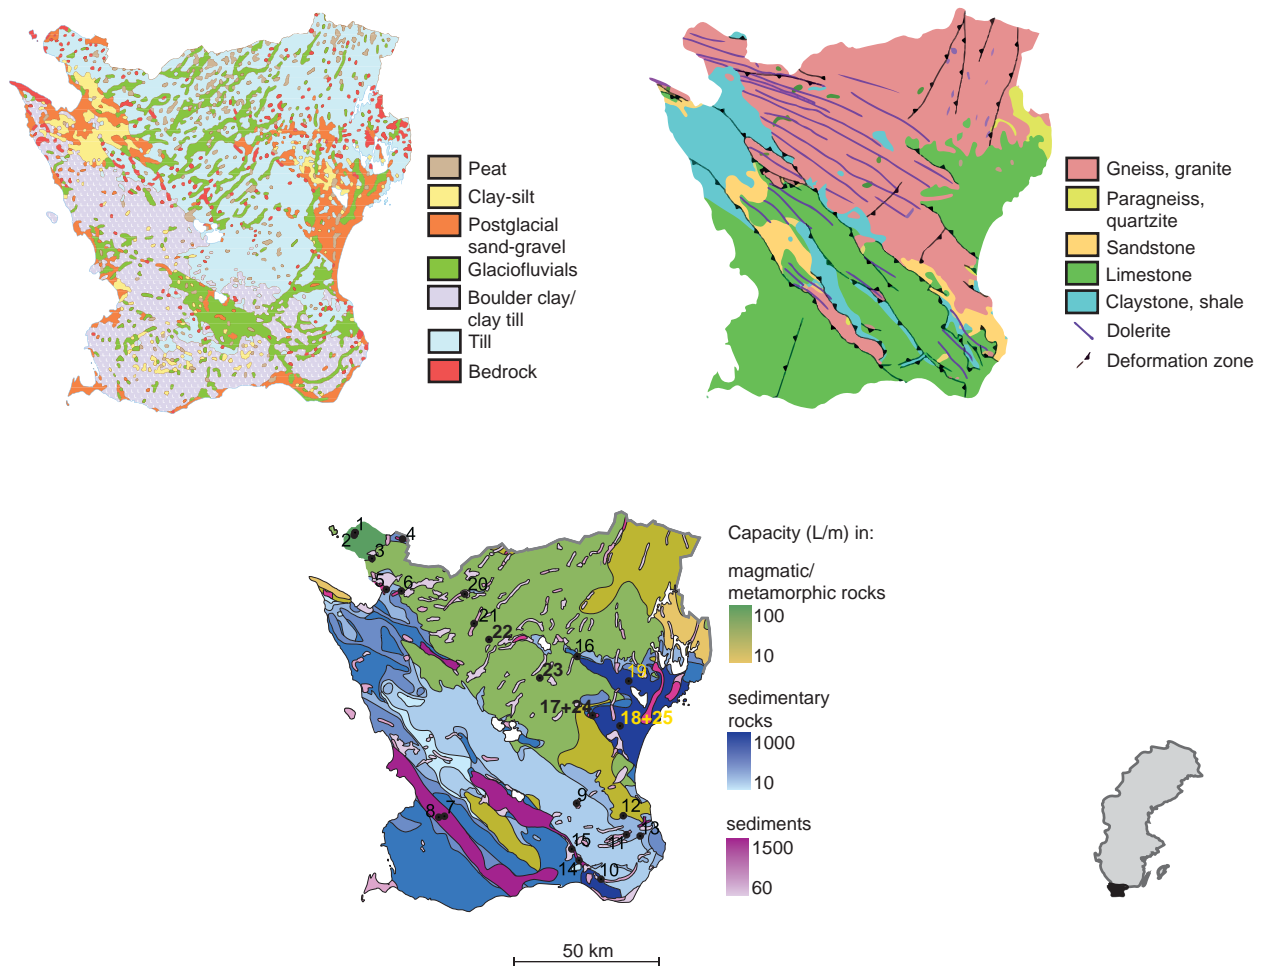 Peat
Clay-silt
Postglacial
sand-gravel
Glaciofluvials
Boulder clay/
clay till
Till
Bedrock
Gneiss, granite
Paragneiss,
quartzite
Sandstone
Limestone
Claystone, shale
Dolerite
Deformation zone
1
2
3
4
5
6
20
21
22
16
23
19
17+24
18+25
9
12
8
7
11
13
15
14
10
Capacity (L/m) in:
magmatic/
metamorphic rocks
100
10
sedimentary
rocks
1000
10
sediments
1500
60
50 km